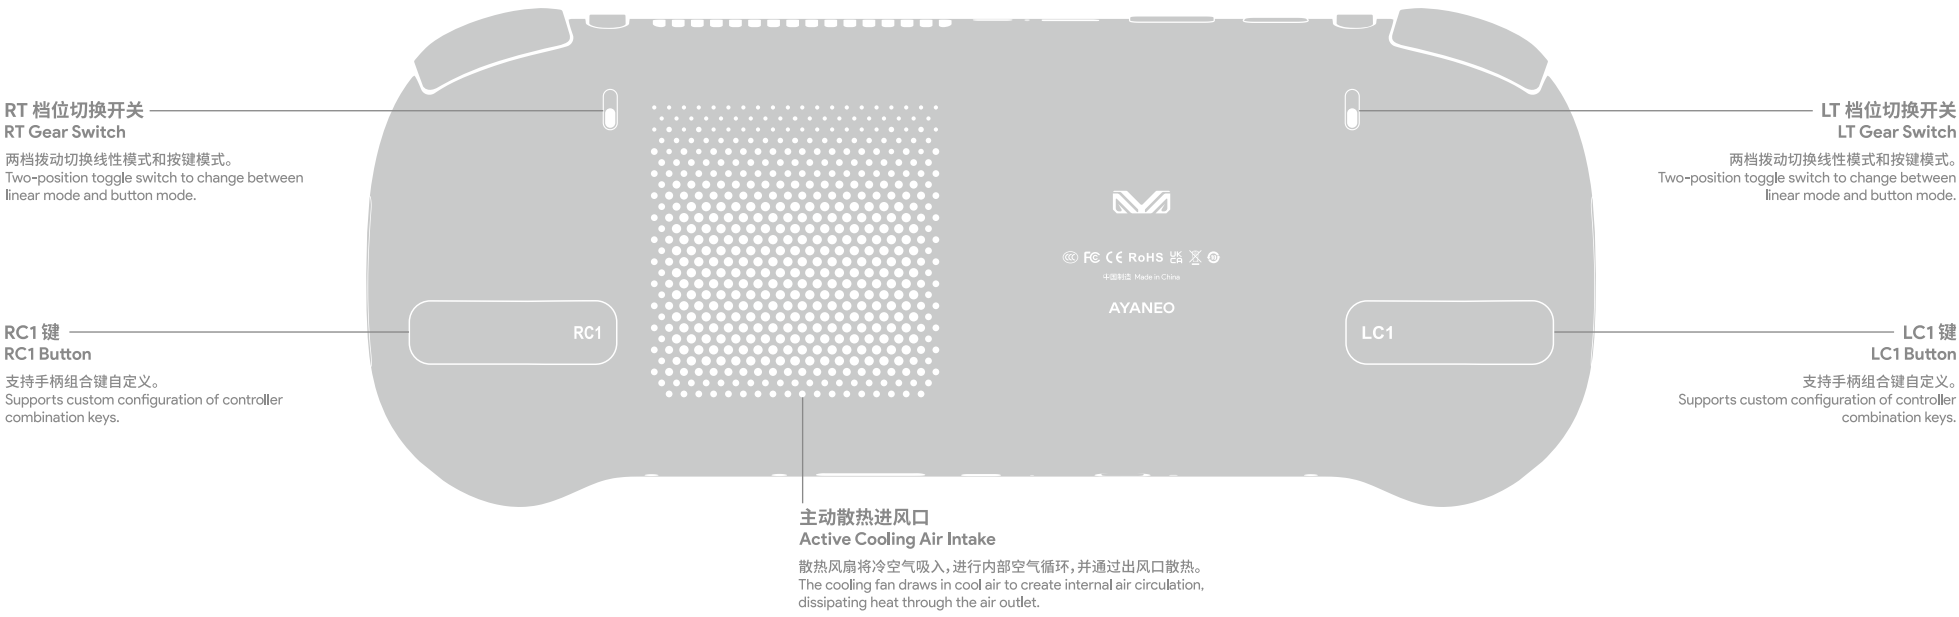 RT 档位切换开关
RT Gear Switch
两档拨动切换线性模式和按键模式。
Two-position toggle switch to change between
linear mode and button mode.
LT 档位切换开关
LT Gear Switch
两档拨动切换线性模式和按键模式。
Two-position toggle switch to change between
linear mode and button mode.
FC CE RoHS UK CA
中国制造 Made in China
AYANEO
RC1 键
RC1 Button
支持手柄组合键自定义。
Supports custom configuration of controller
combination keys.
RC1
LC1
LC1 键
LC1 Button
支持手柄组合键自定义。
Supports custom configuration of controller
combination keys.
主动散热进风口
Active Cooling Air Intake
散热风扇将冷空气吸入，进行内部空气循环，并通过出风口散热。
The cooling fan draws in cool air to create internal air circulation,
dissipating heat through the air outlet.